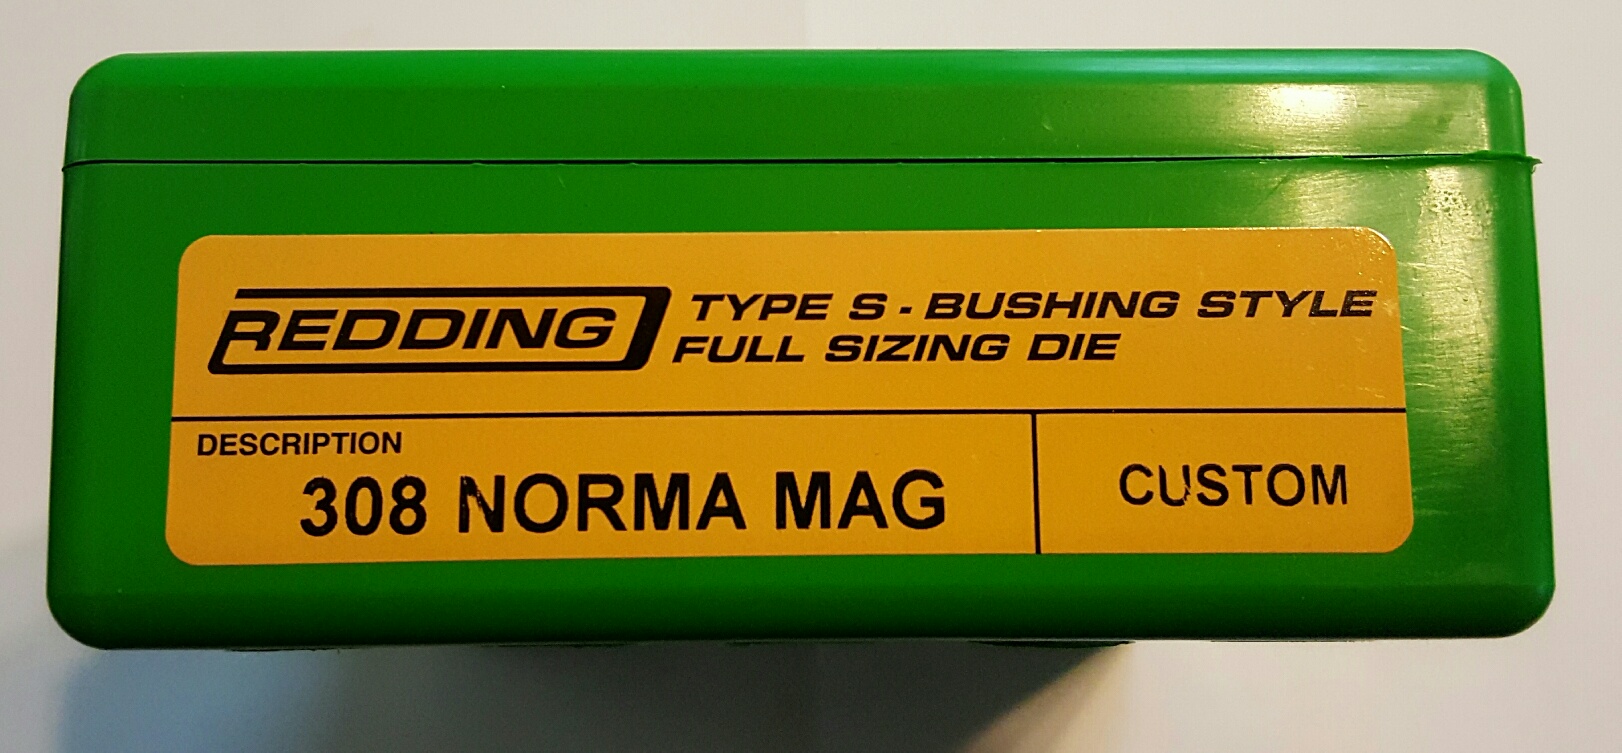 REDDING
TYPE S - BUSHING STYLE
FULL SIZING DIE
DESCRIPTION
308 NORMA MAG
CUSTOM